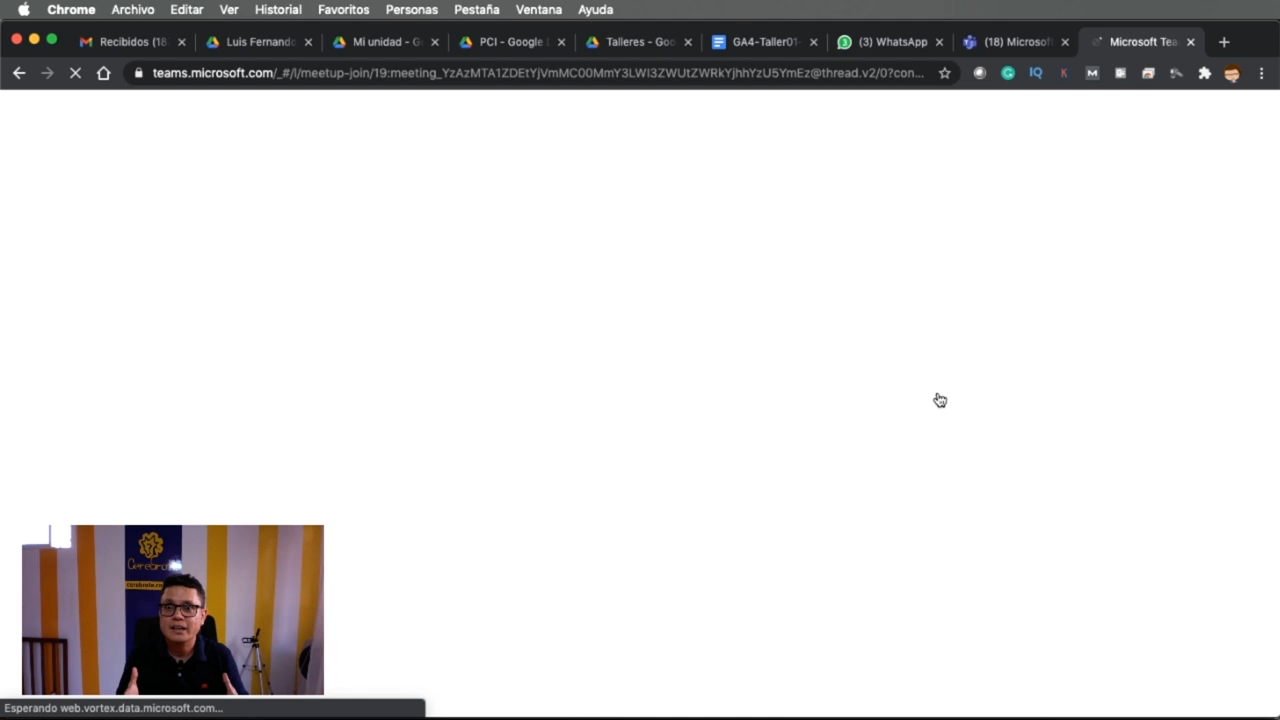 Chrome Archivo Editar Ver Historial Favoritos Personas Pestaña Ventana Ayuda
Recibidos (18 Luis Fernando Mi unidad - G PCI - Google Talleres - Goo GA4-Taller01- (3) WhatsApp (18) Microsof Microsoft Tea
teams.microsoft.com/_#/l/meetup-join/19:meeting_YzAzMTA1ZDEtYjVmMC00MmY3LWI3ZWUtZWRkYjhhYzU5YmEz@thread.v2/0?con...
Esperando web.vortex.data.microsoft.com...